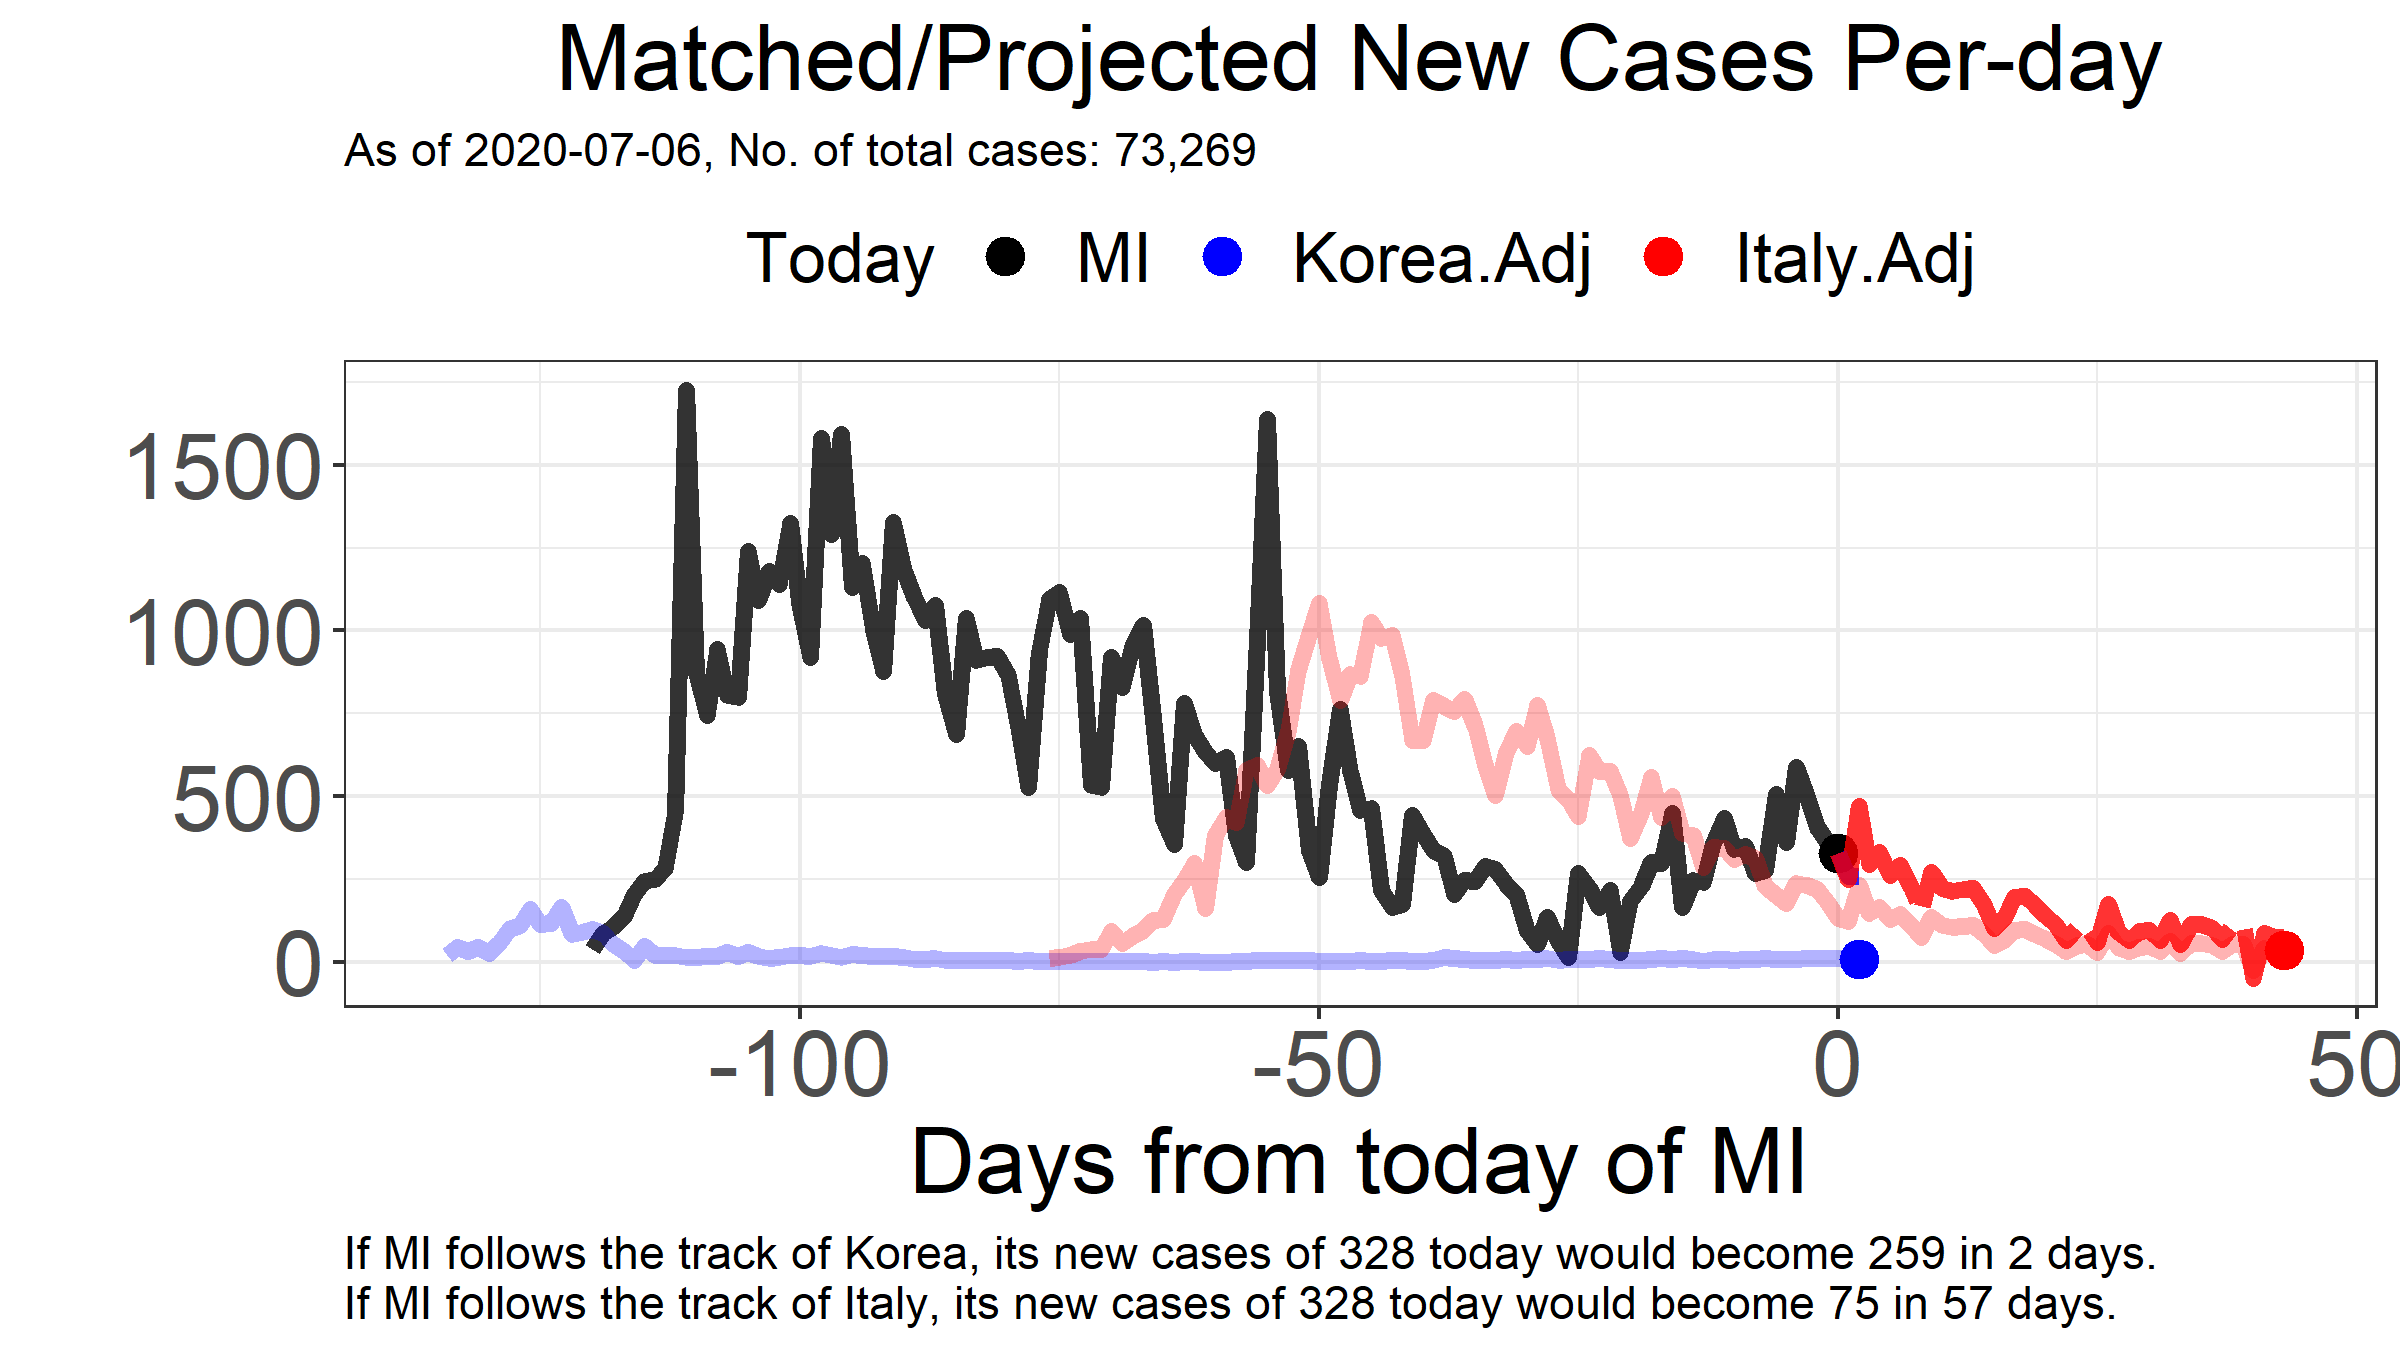 Matched/Projected New Cases Per-day
As of 2020-07-06, No. of total cases: 73,269
Today MI Korea.Adj Italy.Adj
1500
1000
500
0
-100 -50 0 50
Days from today of MI
If MI follows the track of Korea, its new cases of 328 today would become 259 in 2 days.
If MI follows the track of Italy, its new cases of 328 today would become 75 in 57 days.